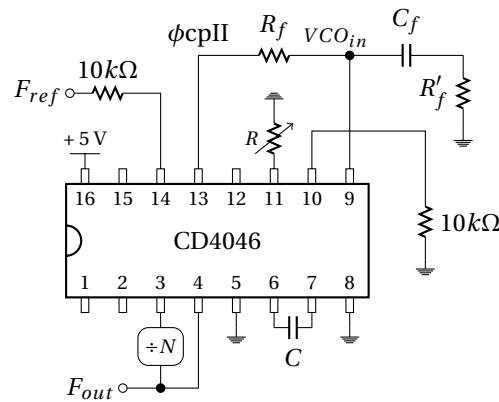 ϕcpII
R_f
VCO_in
C_f
R'_f
F_ref
10kΩ
R
+5V
16 15 14 13 12 11 10 9
10kΩ
CD4046
1 2 3 4 5 6 7 8
÷N
C
F_out